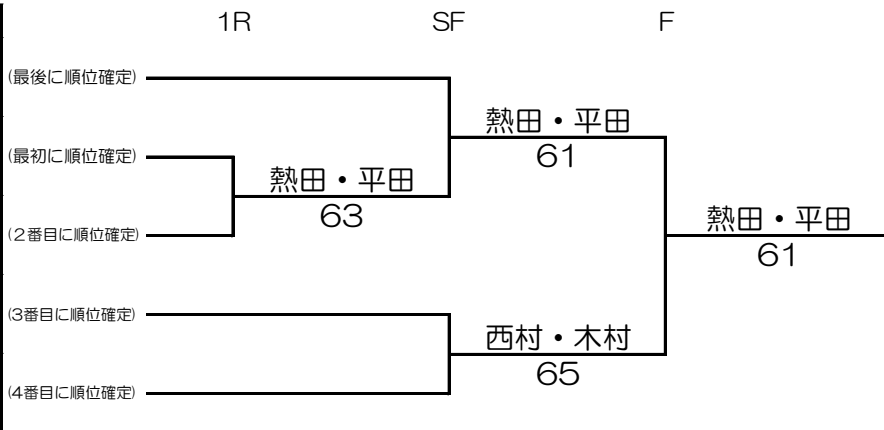 1R SF F
(最後に順位確定)
熱田・平田
61
(最初に順位確定)
熱田・平田
63
熱田・平田
61
(2番目に順位確定)
(3番目に順位確定)
西村・木村
65
(4番目に順位確定)